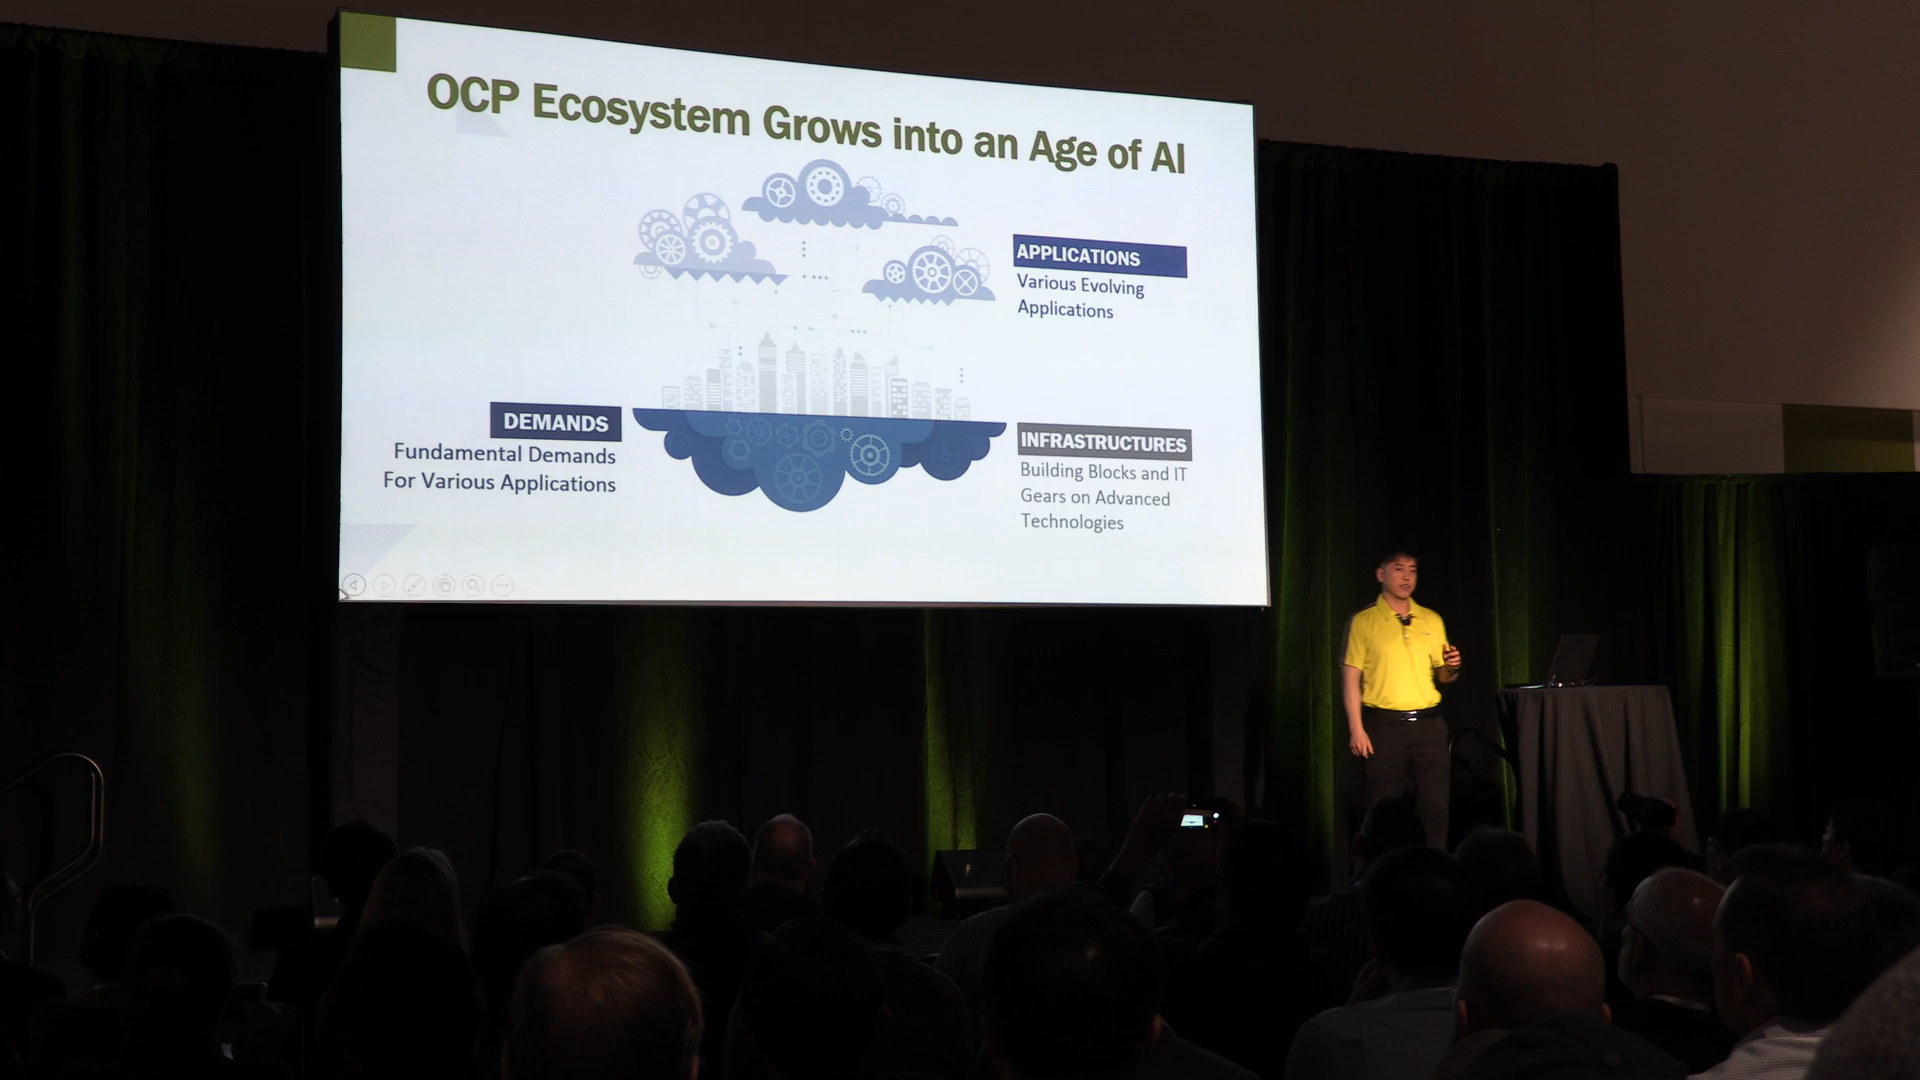 OCP Ecosystem Grows into an Age of AI
APPLICATIONS
Various Evolving
Applications
DEMANDS
Fundamental Demands
For Various Applications
INFRASTRUCTURES
Building Blocks and IT
Gears on Advanced
Technologies